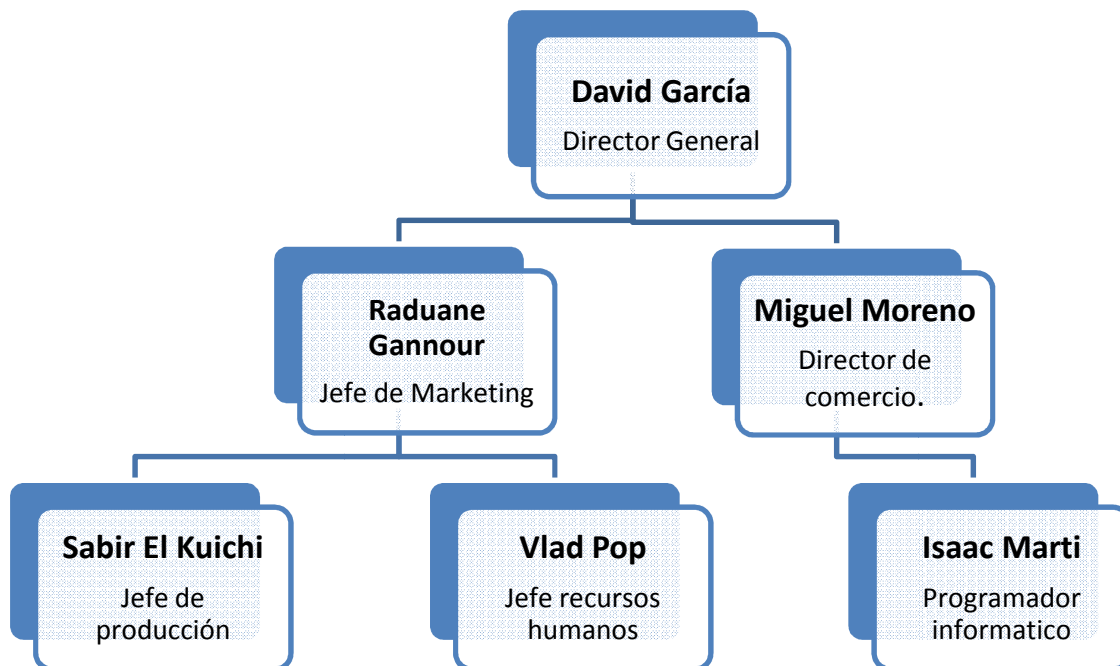 David García
Director General
Raduane
Gannour
Jefe de Marketing
Miguel Moreno
Director de
comercio.
Sabir El Kuichi
Jefe de
producción
Vlad Pop
Jefe recursos
humanos
Isaac Marti
Programador
informatico